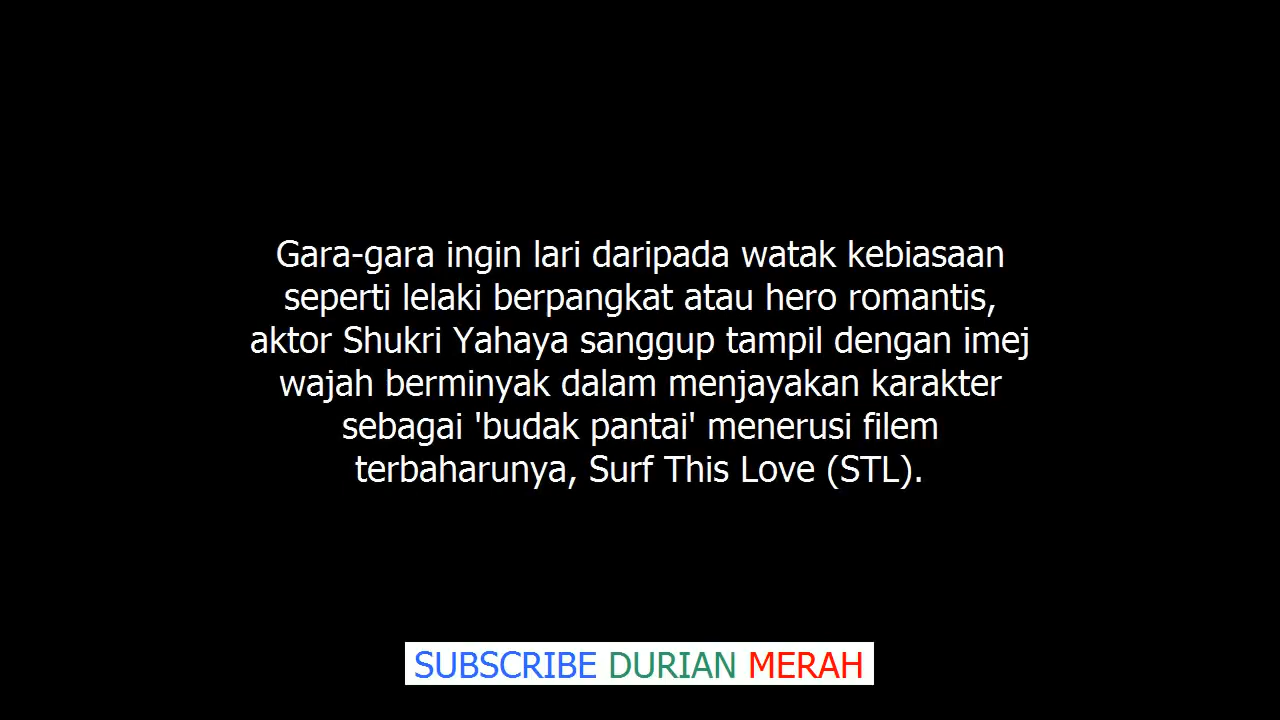 Gara-gara ingin lari daripada watak kebiasaan
seperti lelaki berpangkat atau hero romantis,
aktor Shukri Yahaya sanggup tampil dengan imej
wajah berminyak dalam menjayakan karakter
sebagai 'budak pantai' menerusi filem
terbaharunya, Surf This Love (STL).
SUBSCRIBE DURIAN MERAH